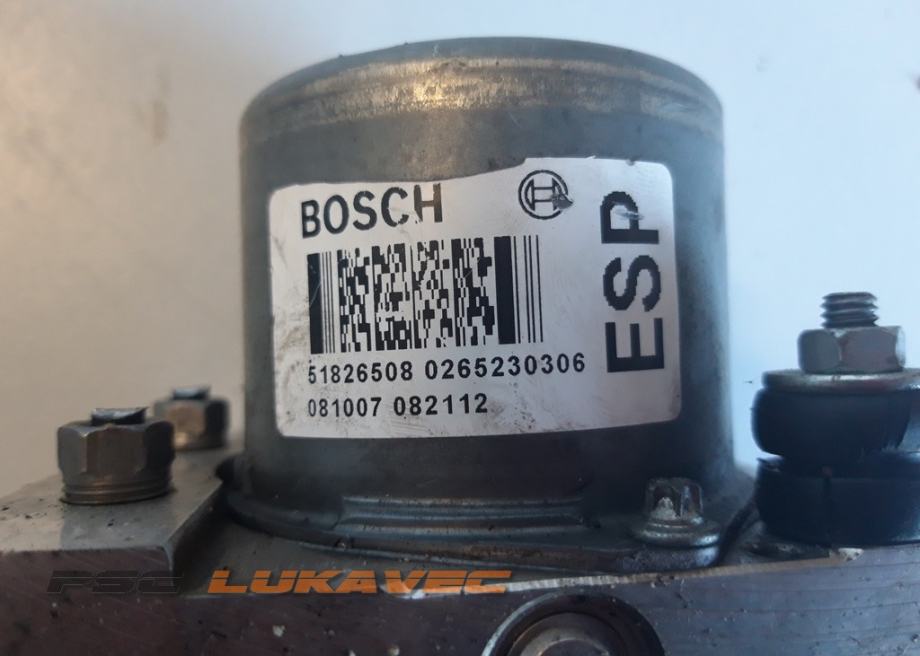 BOSCH
ESP
51826508 0265230306
081007 082112
PSC LUKAVEC